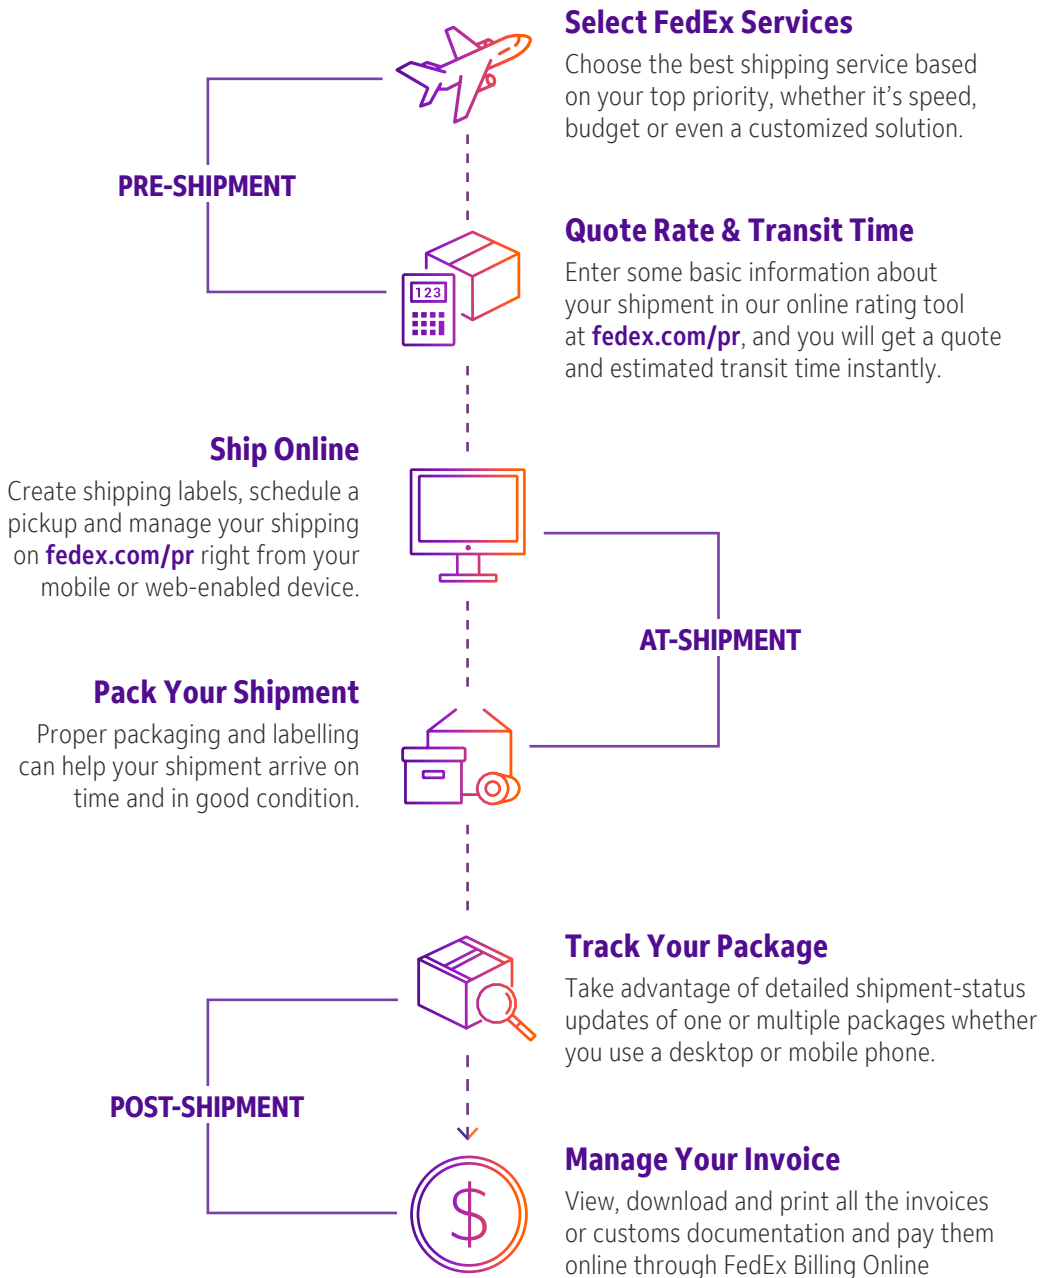 Select FedEx Services
Choose the best shipping service based
on your top priority, whether it's speed,
budget or even a customized solution.
PRE-SHIPMENT
Quote Rate & Transit Time
Enter some basic information about
your shipment in our online rating tool
at fedex.com/pr, and you will get a quote
and estimated transit time instantly.
123
Ship Online
Create shipping labels, schedule a
pickup and manage your shipping
on fedex.com/pr right from your
mobile or web-enabled device.
AT-SHIPMENT
Pack Your Shipment
Proper packaging and labelling
can help your shipment arrive on
time and in good condition.
Track Your Package
Take advantage of detailed shipment-status
updates of one or multiple packages whether
you use a desktop or mobile phone.
POST-SHIPMENT
Manage Your Invoice
View, download and print all the invoices
or customs documentation and pay them
online through FedEx Billing Online
$